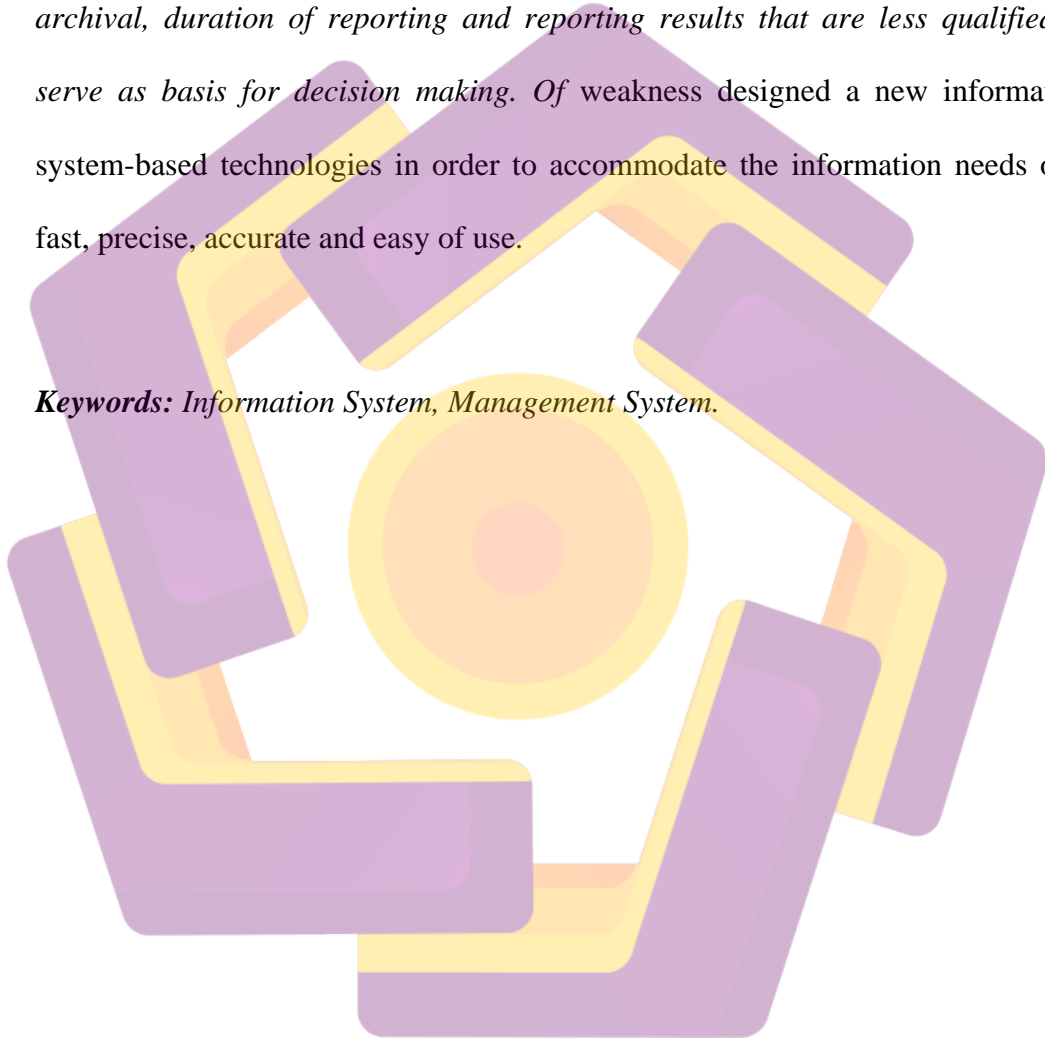 archival, duration of reporting and reporting results that are less qualified
serve as basis for decision making. Of weakness designed a new informa
system-based technologies in order to accommodate the information needs o
fast, precise, accurate and easy of use.
Keywords: Information System, Management System.